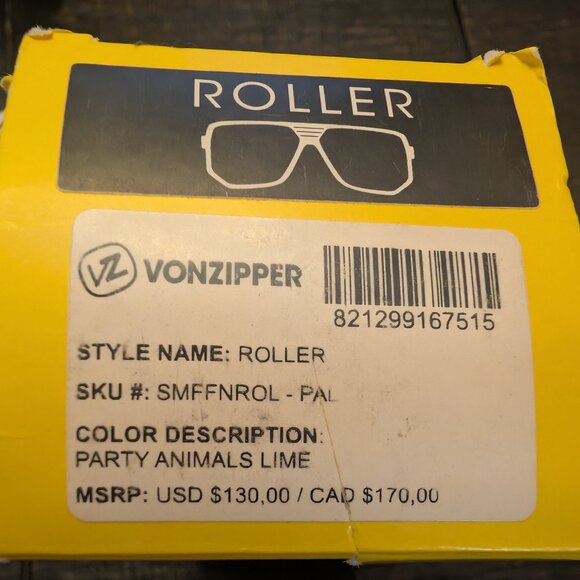 ROLLER
VZ VONZIPPER
821299167515
STYLE NAME: ROLLER
SKU #: SMFFNROL - PAL
COLOR DESCRIPTION:
PARTY ANIMALS LIME
MSRP: USD $130,00 / CAD $170,00